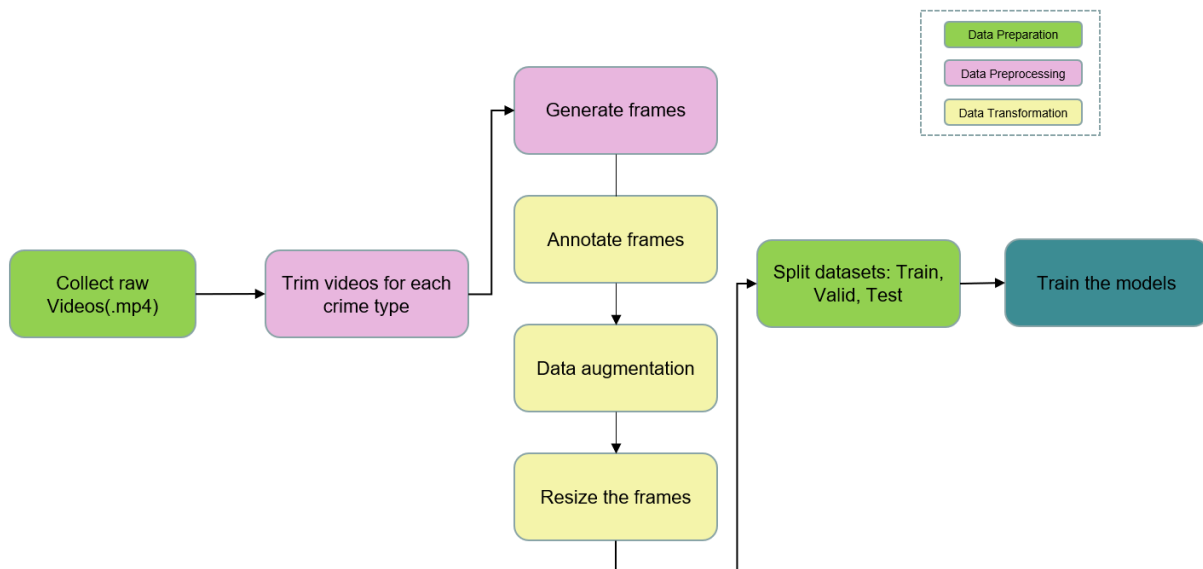 Data Preparation
Data Preprocessing
Data Transformation
Generate frames
Annotate frames
Collect raw
Videos(.mp4)
Trim videos for each
crime type
Split datasets: Train,
Valid, Test
Train the models
Data augmentation
Resize the frames